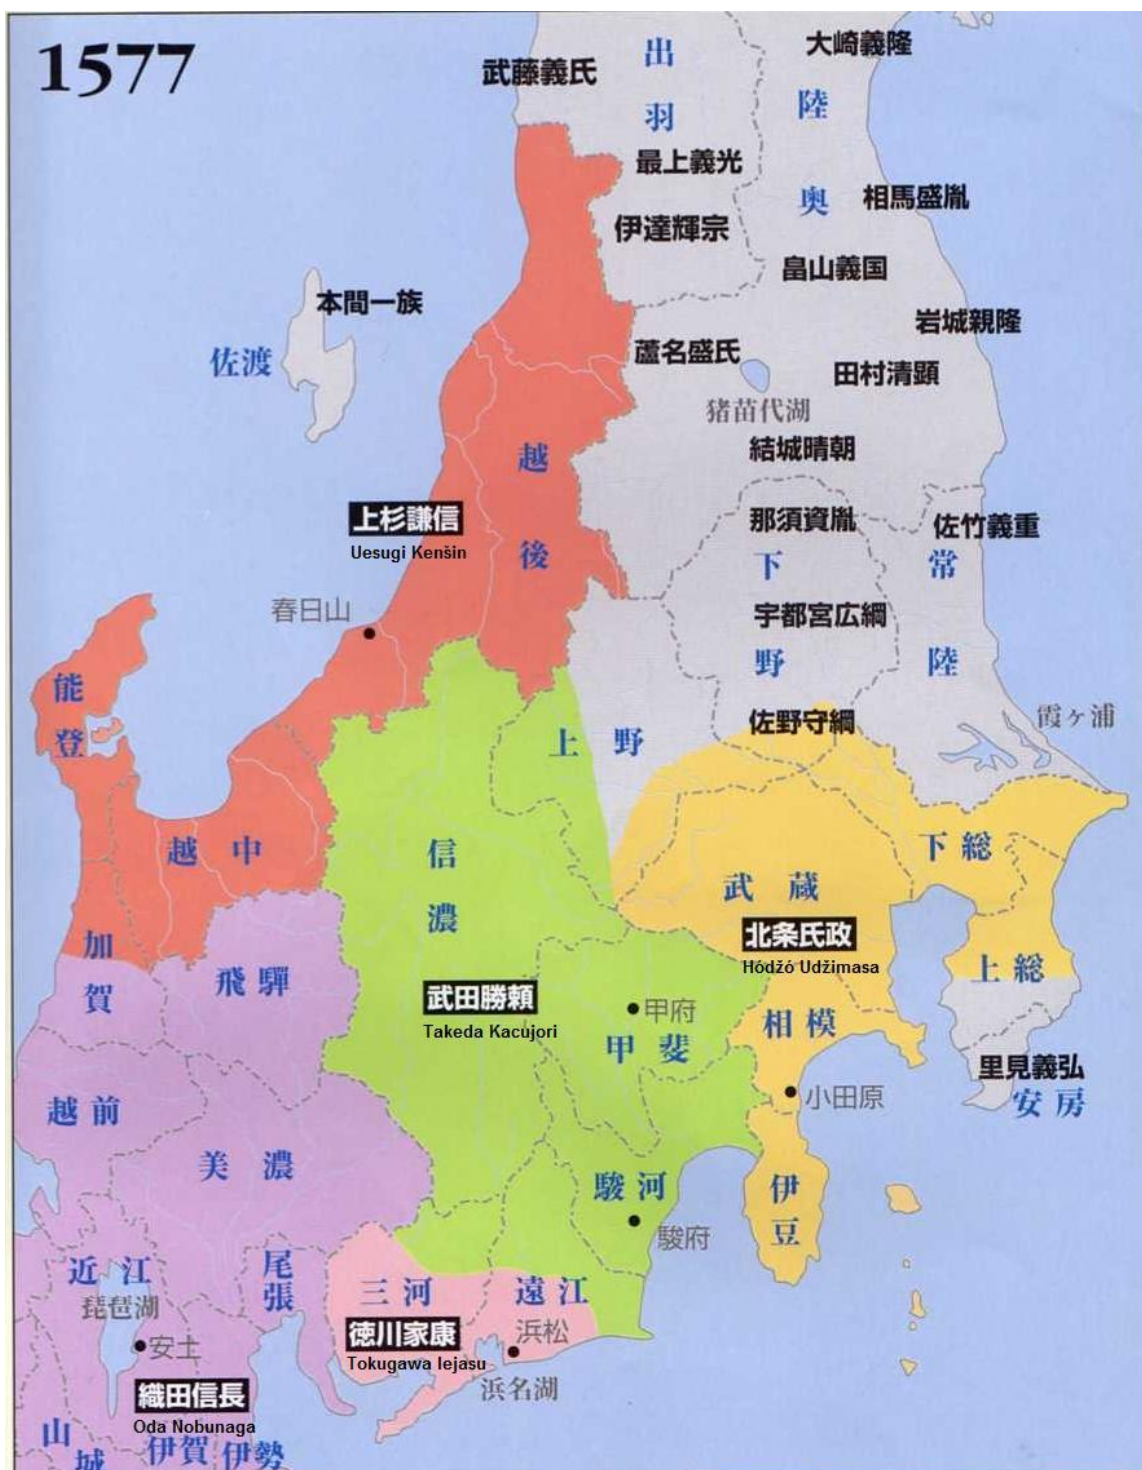 1577
武藤義氏
出羽
大崎義隆
陸奥
最上義光
相馬盛胤
伊達輝宗
畠山義国
本間一族
岩城親隆
佐渡
蘆名盛氏
田村清顕
猪苗代湖
結城晴朝
越後
上杉謙信
Uesugi Kenšin
那須資胤
佐竹義重
下野
常陸
春日山
宇都宮広綱
能登
佐野守綱
霞ヶ浦
上野
越中
信濃
下総
武蔵
加賀
北条氏政
Hódžó Udžimasa
飛騨
上総
武田勝頼
Takeda Kacujori
甲府
甲斐
相模
里見義弘
安房
小田原
越前
美濃
駿河
伊豆
駿府
近江
尾張
琵琶湖
三河
遠江
安土
徳川家康
Tokugawa Iejasu
浜松
浜名湖
織田信長
Oda Nobunaga
山城
伊賀
伊勢